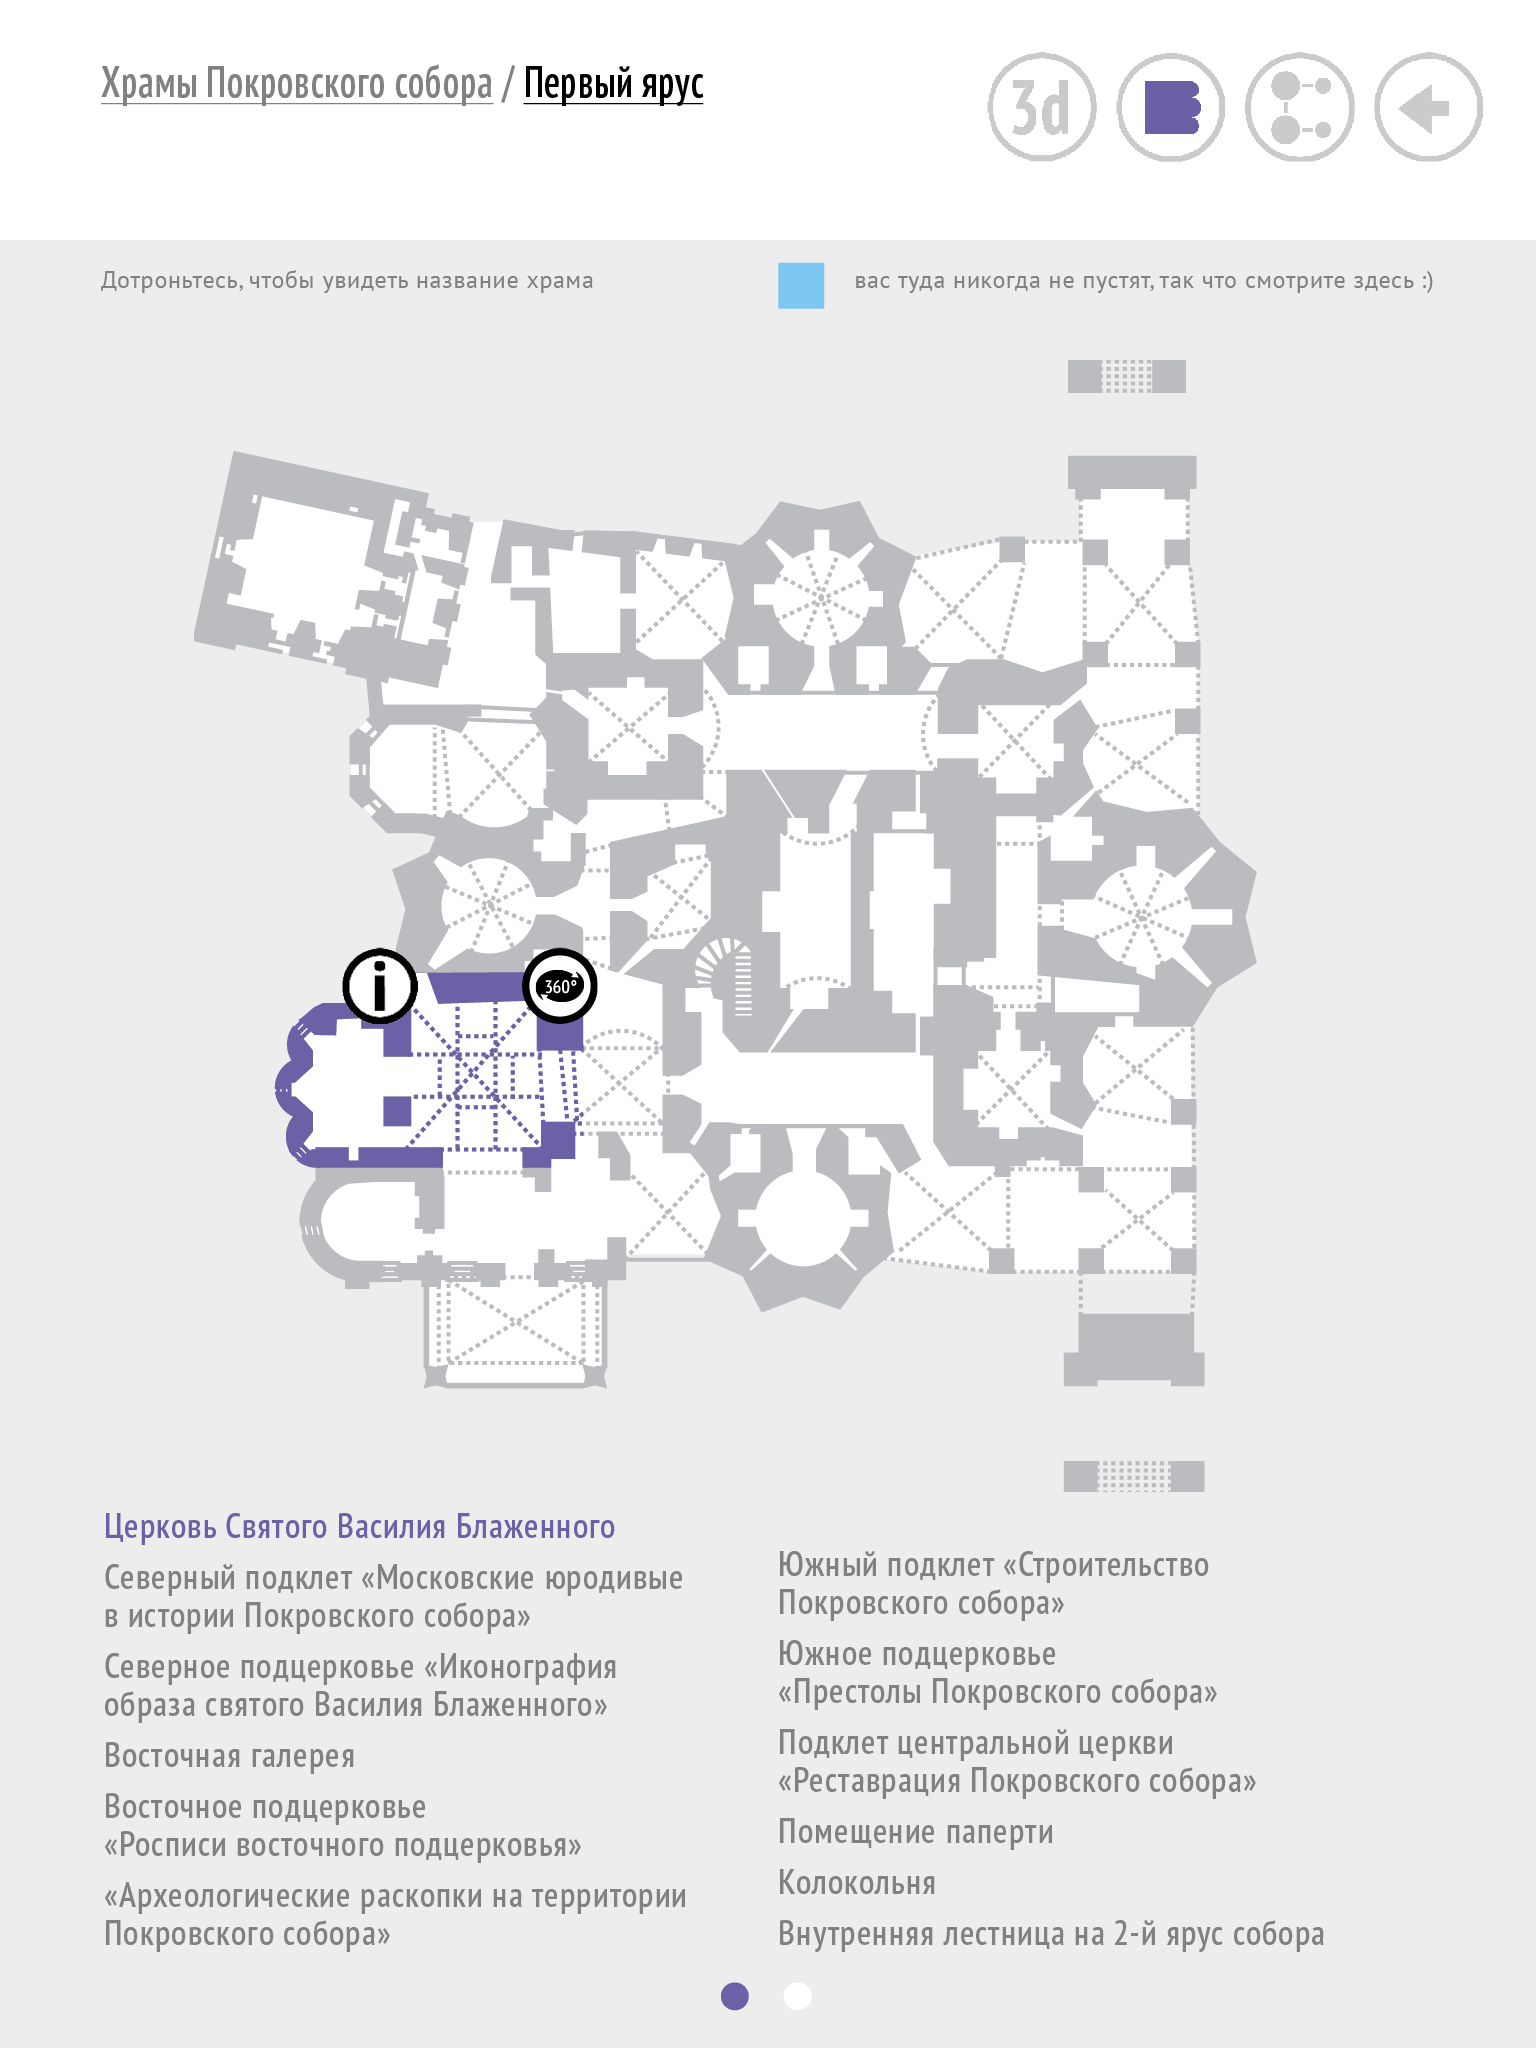 Храмы Покровского собора / Первый ярус
3d
Дотроньтесь, чтобы увидеть название храма
вас туда никогда не пустят, так что смотрите здесь :)
i
360°
Церковь Святого Василия Блаженного
Северный подклет «Московские юродивые
в истории Покровского собора»
Северное подцерковье «Иконография
образа святого Василия Блаженного»
Восточная галерея
Восточное подцерковье
«Росписи восточного подцерковья»
«Археологические раскопки на территории
Покровского собора»
Южный подклет «Строительство
Покровского собора»
Южное подцерковье
«Престолы Покровского собора»
Подклет центральной церкви
«Реставрация Покровского собора»
Помещение паперти
Колокольня
Внутренняя лестница на 2-й ярус собора